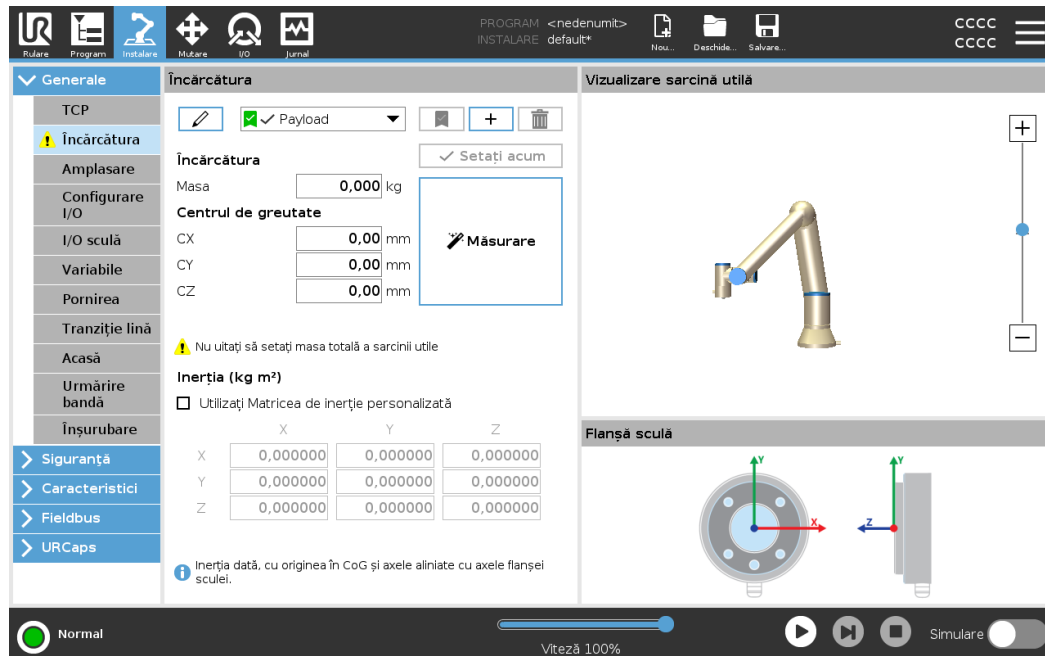 PROGRAM <nedenumit>
INSTALARE default*
CCCC
CCCC
Rulare Program Instalare Mutare I/O Jurnal Nou... Deschide... Salvare...
Generale
TCP
Încărcătura
Amplasare
Configurare
I/O
I/O sculă
Variabile
Pornirea
Tranziție lină
Acasă
Urmărire
bandă
Înșurubare
Siguranță
Caracteristici
Fieldbus
URCaps
Încărcătura
Payload
Setați acum
Încărcătura
Masa 0,000 kg
Centrul de greutate
CX 0,00 mm
CY 0,00 mm
CZ 0,00 mm
Măsurare
Nu uitați să setați masa totală a sarcinii utile
Inerția (kg m²)
Utilizați Matricea de inerție personalizată
X Y Z
X 0,000000 0,000000 0,000000
Y 0,000000 0,000000 0,000000
Z 0,000000 0,000000 0,000000
Inerția dată, cu originea în CoG și axele aliniate cu axele flanșei
sculei.
Vizualizare sarcină utilă
Flanșă sculă
Y
X
Y
Z
Normal
Viteză 100%
Simulare